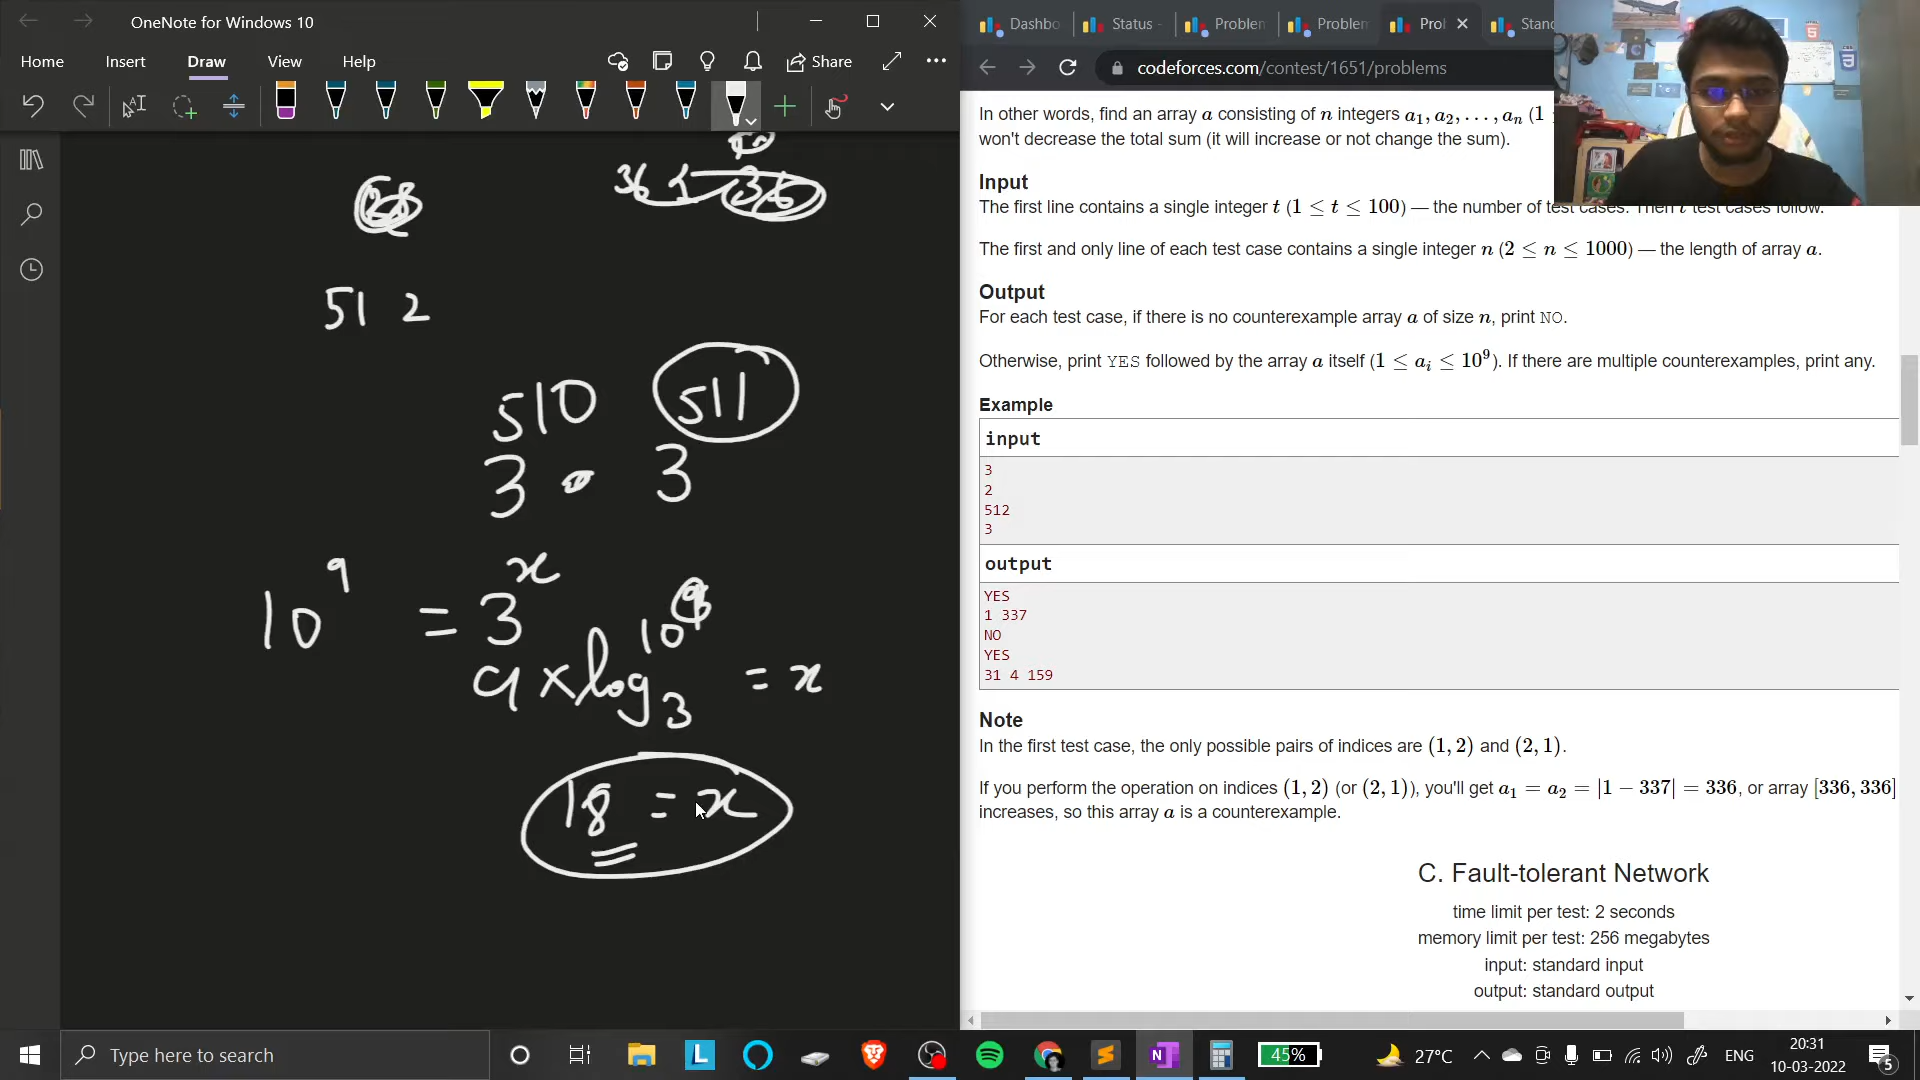 OneNote for Windows 10
Home Insert Draw View Help Share
36 1 36
51 2
510 511
3 3
10^9 = 3^x
9 × log_3 10^9 = x
18 = x
Dashbo Status - Problem Problem Prob Stand
codeforces.com/contest/1651/problems
In other words, find an array a consisting of n integers a1, a2, ..., an (1
won't decrease the total sum (it will increase or not change the sum).
Input
The first line contains a single integer t (1 ≤ t ≤ 100) — the number of test cases. Then t test cases follow.
The first and only line of each test case contains a single integer n (2 ≤ n ≤ 1000) — the length of array a.
Output
For each test case, if there is no counterexample array a of size n, print NO.
Otherwise, print YES followed by the array a itself (1 ≤ ai ≤ 10^9). If there are multiple counterexamples, print any.
Example
input
3
2
512
3
output
YES
1 337
NO
YES
31 4 159
Note
In the first test case, the only possible pairs of indices are (1, 2) and (2, 1).
If you perform the operation on indices (1, 2) (or (2, 1)), you'll get a1 = a2 = |1 − 337| = 336, or array [336, 336]
increases, so this array a is a counterexample.
C. Fault-tolerant Network
time limit per test: 2 seconds
memory limit per test: 256 megabytes
input: standard input
output: standard output
Type here to search
45%
27°C
ENG
20:31
10-03-2022
5